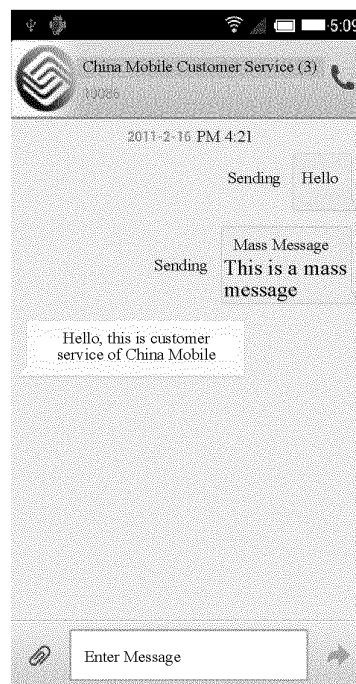 5:09
China Mobile Customer Service (3)
10086
2011-2-16 PM 4:21
Sending Hello
Mass Message
Sending This is a mass
message
Hello, this is customer
service of China Mobile
Enter Message